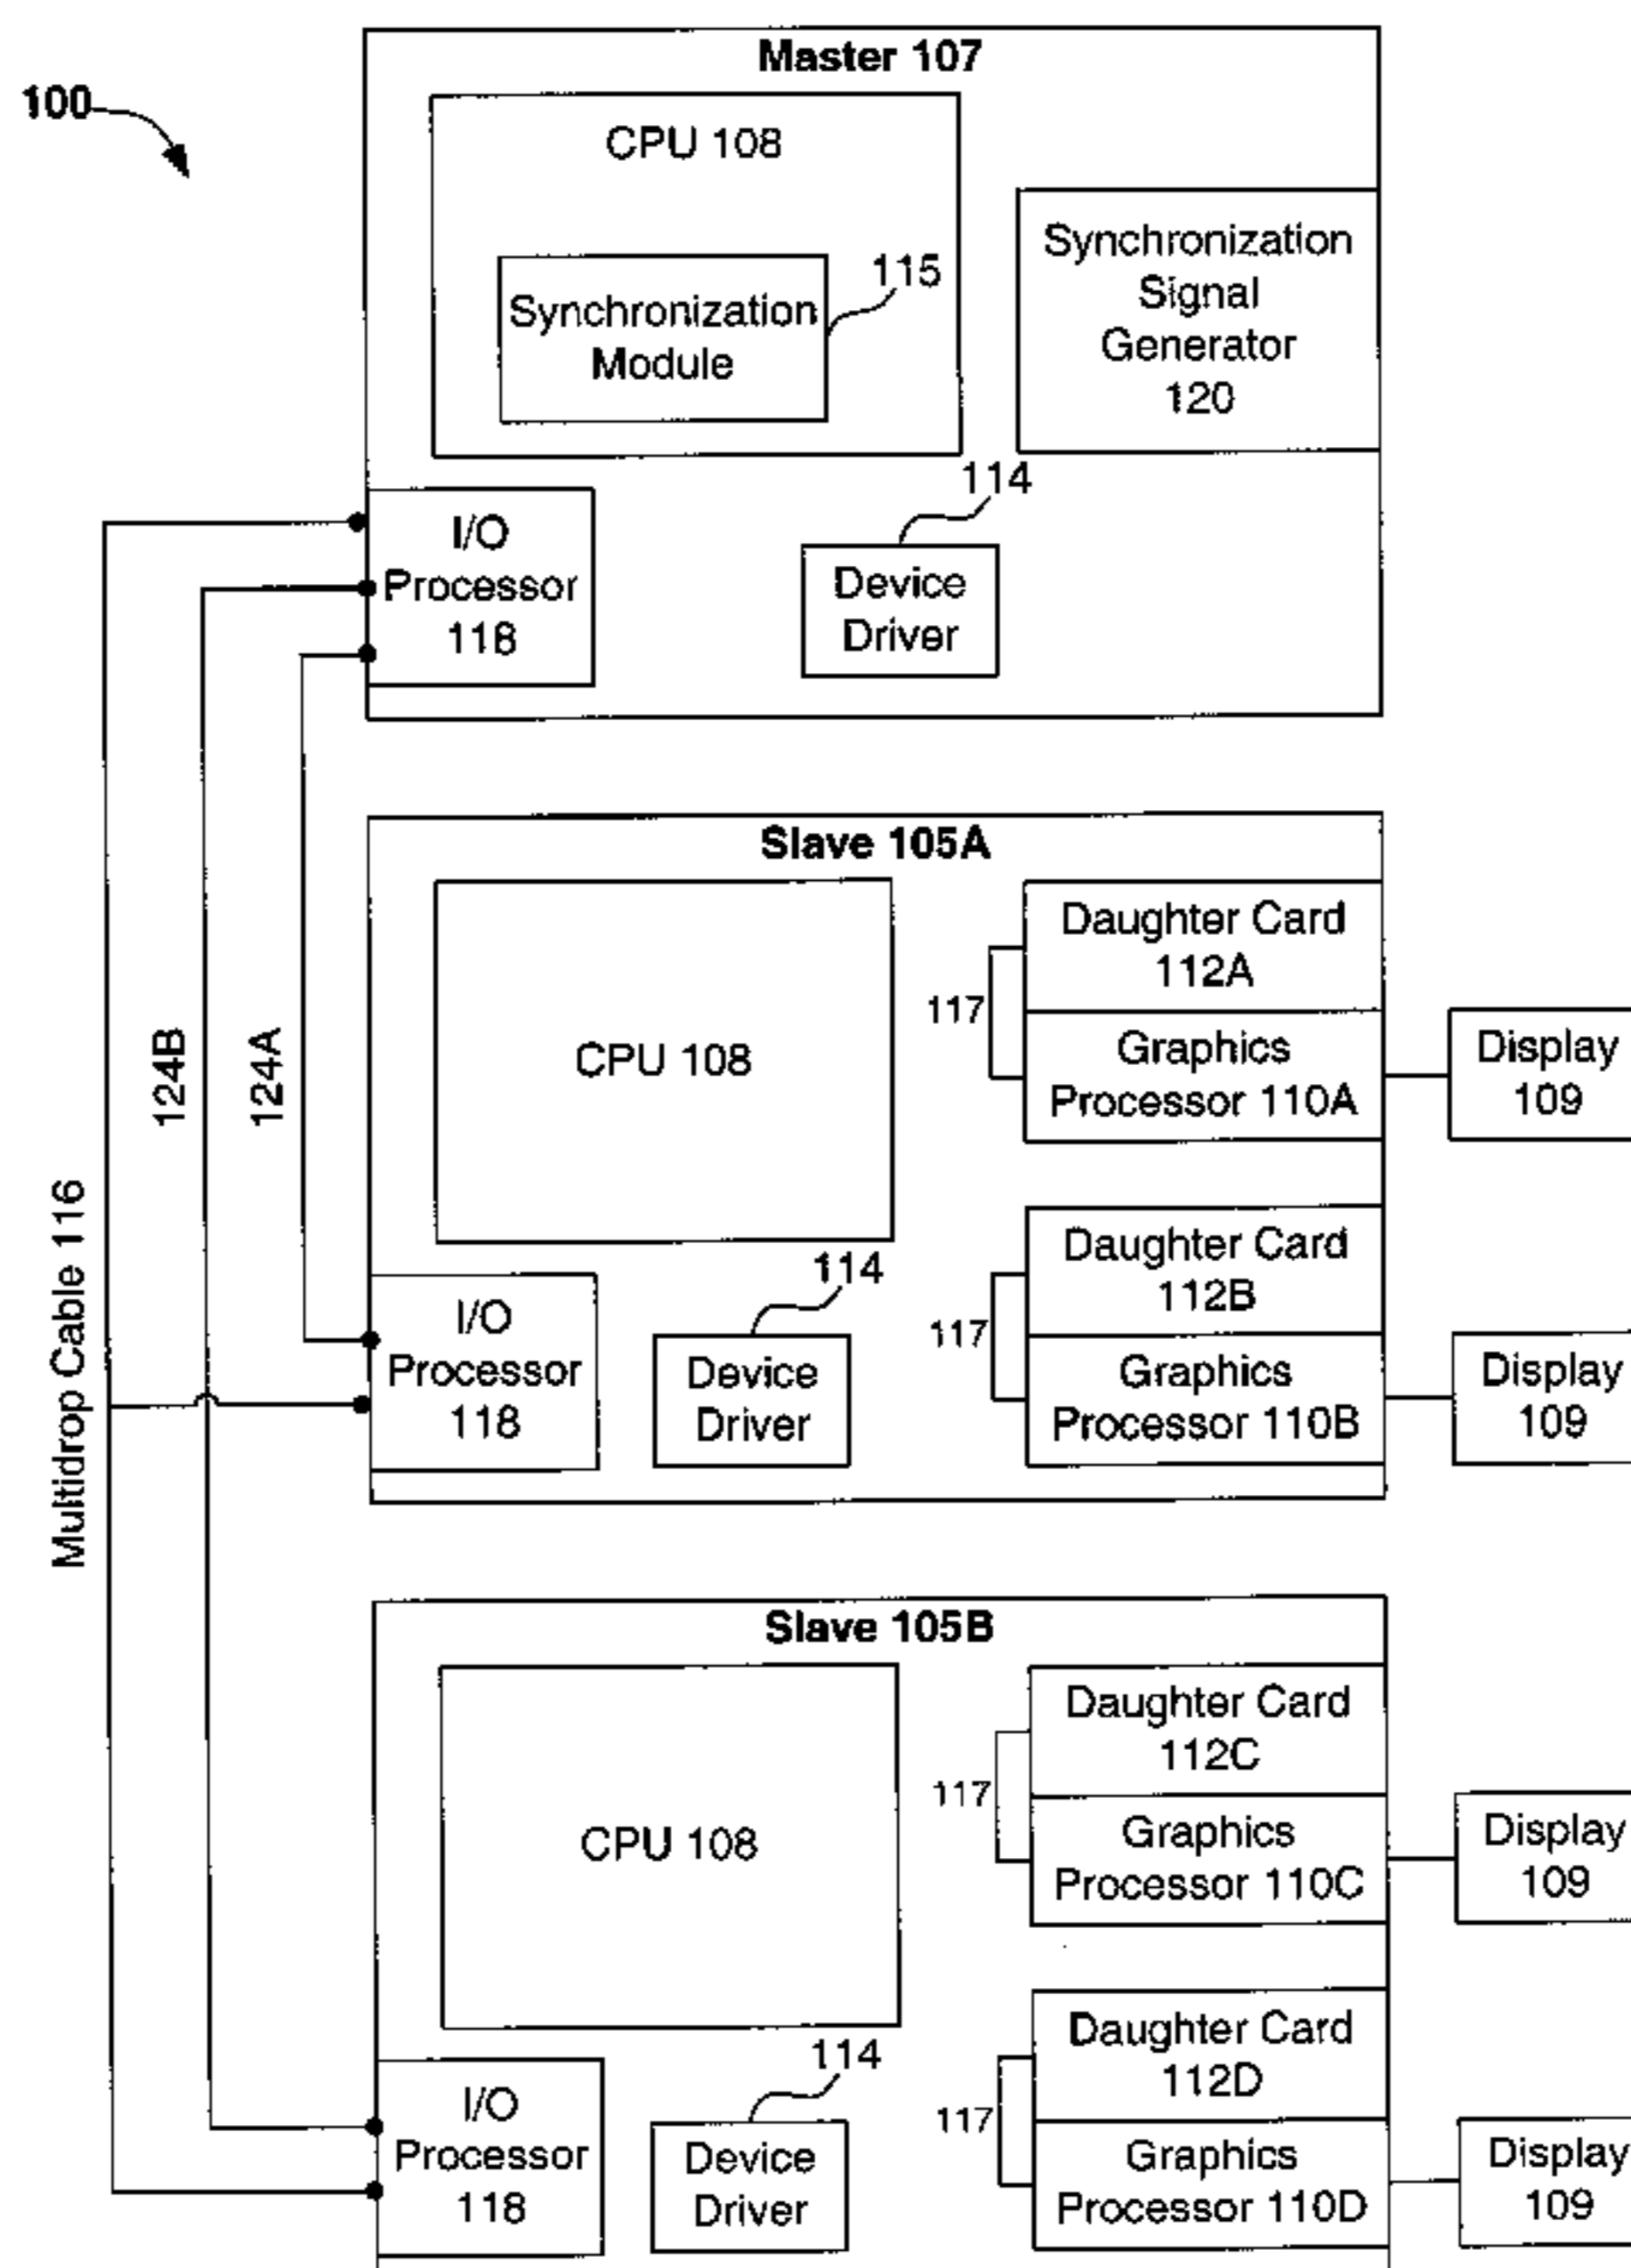 100
Master 107
CPU 108
Synchronization
Module
115
Synchronization
Signal
Generator
120
I/O
Processor
118
114
Device
Driver
Multidrop Cable 116
124B
124A
Slave 105A
CPU 108
Daughter Card
112A
117
Graphics
Processor 110A
Display
109
Daughter Card
112B
117
Graphics
Processor 110B
Display
109
I/O
Processor
118
114
Device
Driver
Slave 105B
CPU 108
Daughter Card
112C
117
Graphics
Processor 110C
Display
109
Daughter Card
112D
117
Graphics
Processor 110D
Display
109
I/O
Processor
118
114
Device
Driver